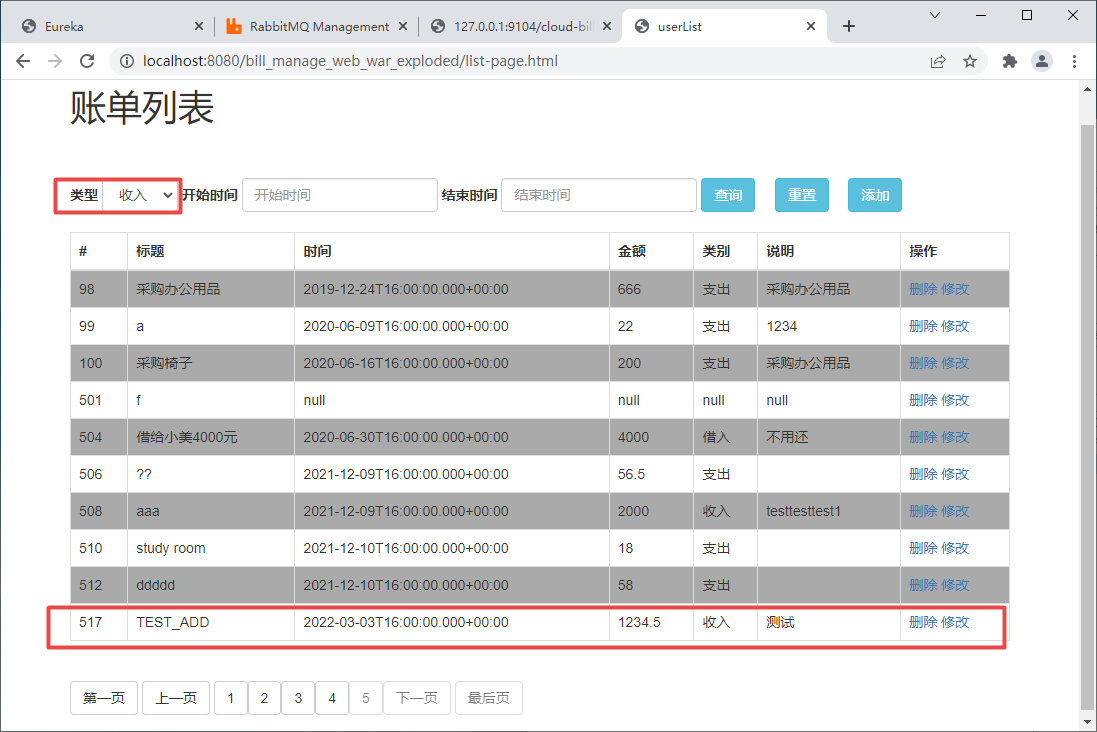 Eureka
RabbitMQ Management
127.0.0.1:9104/cloud-bill
userList
localhost:8080/bill_manage_web_war_exploded/list-page.html
账单列表
类型 收入 开始时间 开始时间 结束时间 结束时间 查询 重置 添加
# 标题 时间 金额 类别 说明 操作
98 采购办公用品 2019-12-24T16:00:00.000+00:00 666 支出 采购办公用品 删除 修改
99 a 2020-06-09T16:00:00.000+00:00 22 支出 1234 删除 修改
100 采购椅子 2020-06-16T16:00:00.000+00:00 200 支出 采购办公用品 删除 修改
501 f null null null null 删除 修改
504 借给小美4000元 2020-06-30T16:00:00.000+00:00 4000 借入 不用还 删除 修改
506 ?? 2021-12-09T16:00:00.000+00:00 56.5 支出 删除 修改
508 aaa 2021-12-09T16:00:00.000+00:00 2000 收入 testtesttest1 删除 修改
510 study room 2021-12-10T16:00:00.000+00:00 18 支出 删除 修改
512 ddddd 2021-12-10T16:00:00.000+00:00 58 支出 删除 修改
517 TEST_ADD 2022-03-03T16:00:00.000+00:00 1234.5 收入 测试 删除 修改
第一页 上一页 1 2 3 4 5 下一页 最后页